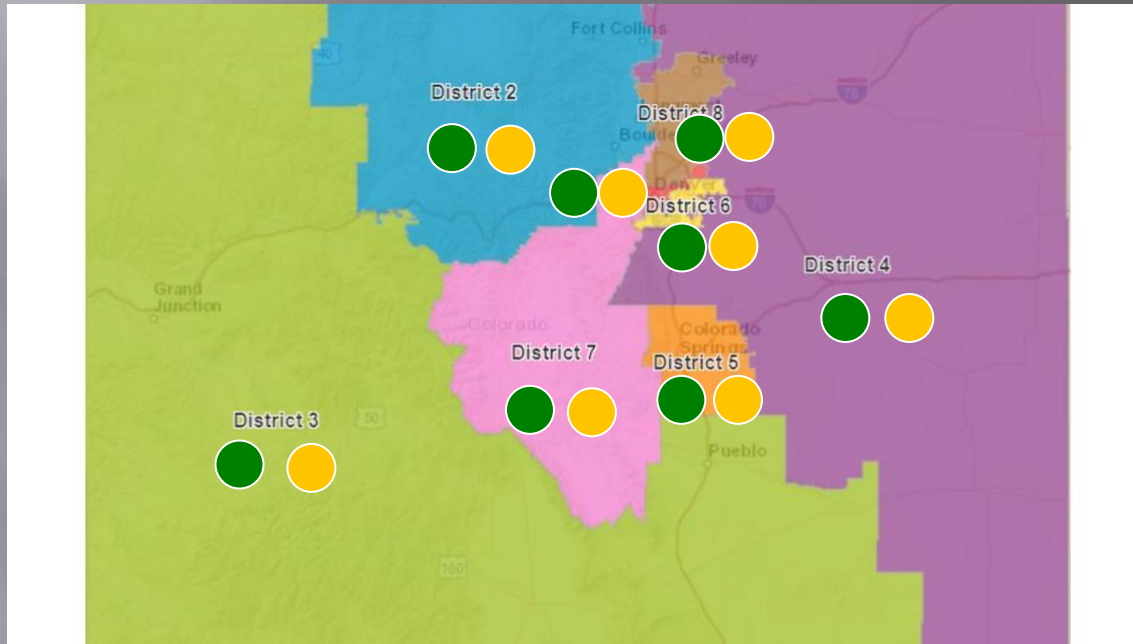 Fort Collins
40
Greeley
76
District 2
District 8
Denver
70
District 6
District 4
Grand
Junction
Colorado
Colorado
Springs
District 7
District 5
50
District 3
Pueblo
160